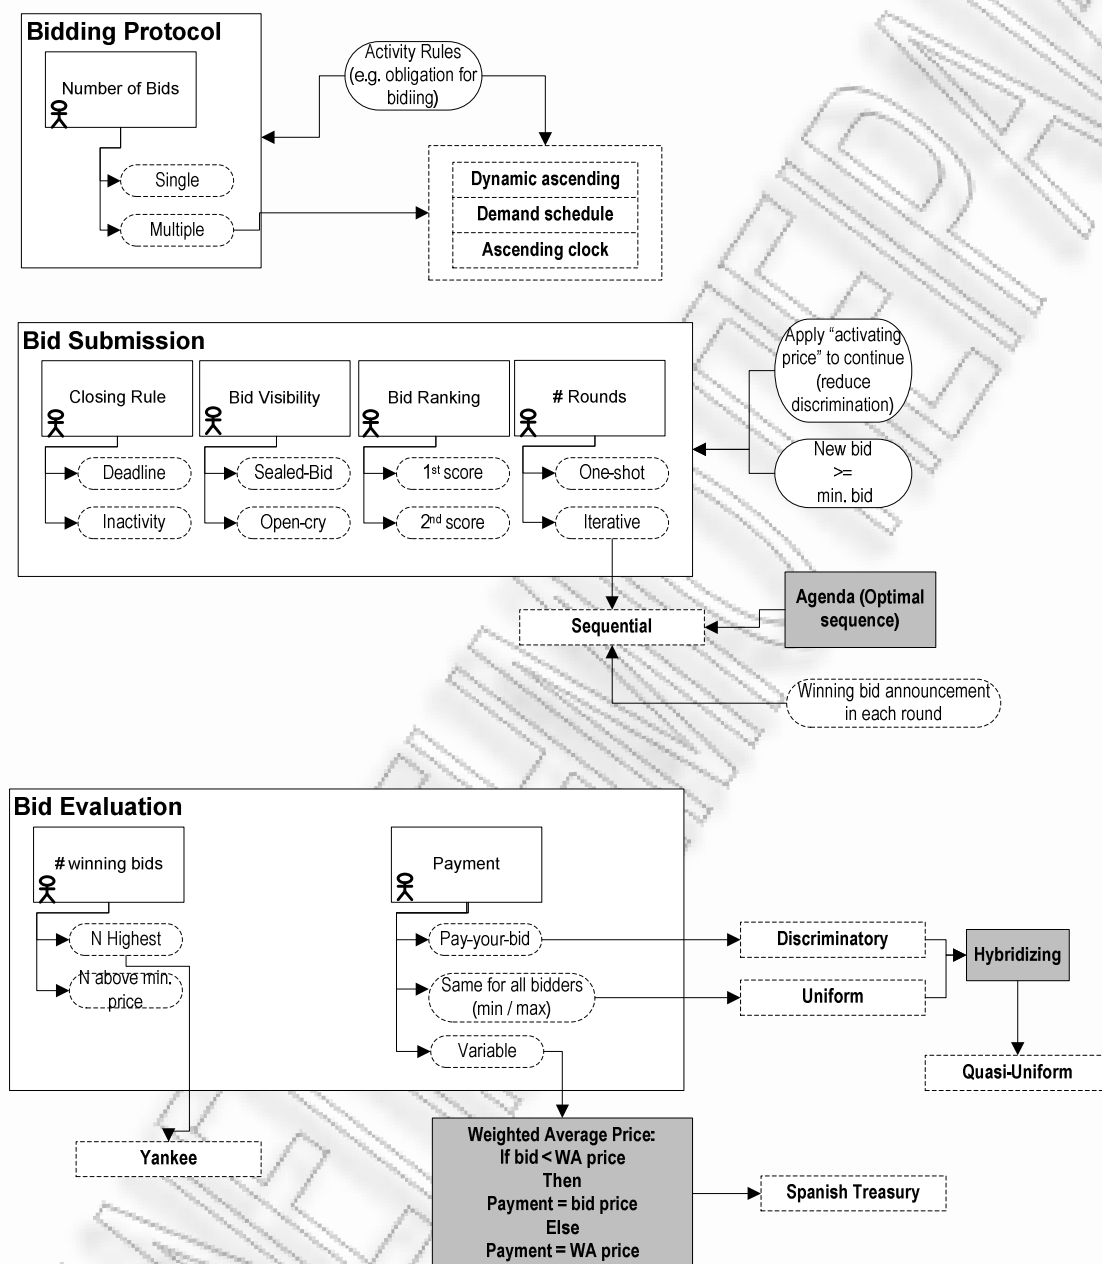 Bidding Protocol
Number of Bids
Single
Multiple
Activity Rules
(e.g. obligation for
bidiing)
Dynamic ascending
Demand schedule
Ascending clock
Bid Submission
Closing Rule
Deadline
Inactivity
Bid Visibility
Sealed-Bid
Open-cry
Bid Ranking
1st score
2nd score
# Rounds
One-shot
Iterative
Apply “activating
price” to continue
(reduce
discrimination)
New bid
>=
min. bid
Sequential
Agenda (Optimal
sequence)
Winning bid announcement
in each round
Bid Evaluation
# winning bids
N Highest
N above min.
price
Payment
Pay-your-bid
Same for all bidders
(min / max)
Variable
Discriminatory
Uniform
Hybridizing
Quasi-Uniform
Yankee
Weighted Average Price:
If bid < WA price
Then
Payment = bid price
Else
Payment = WA price
Spanish Treasury